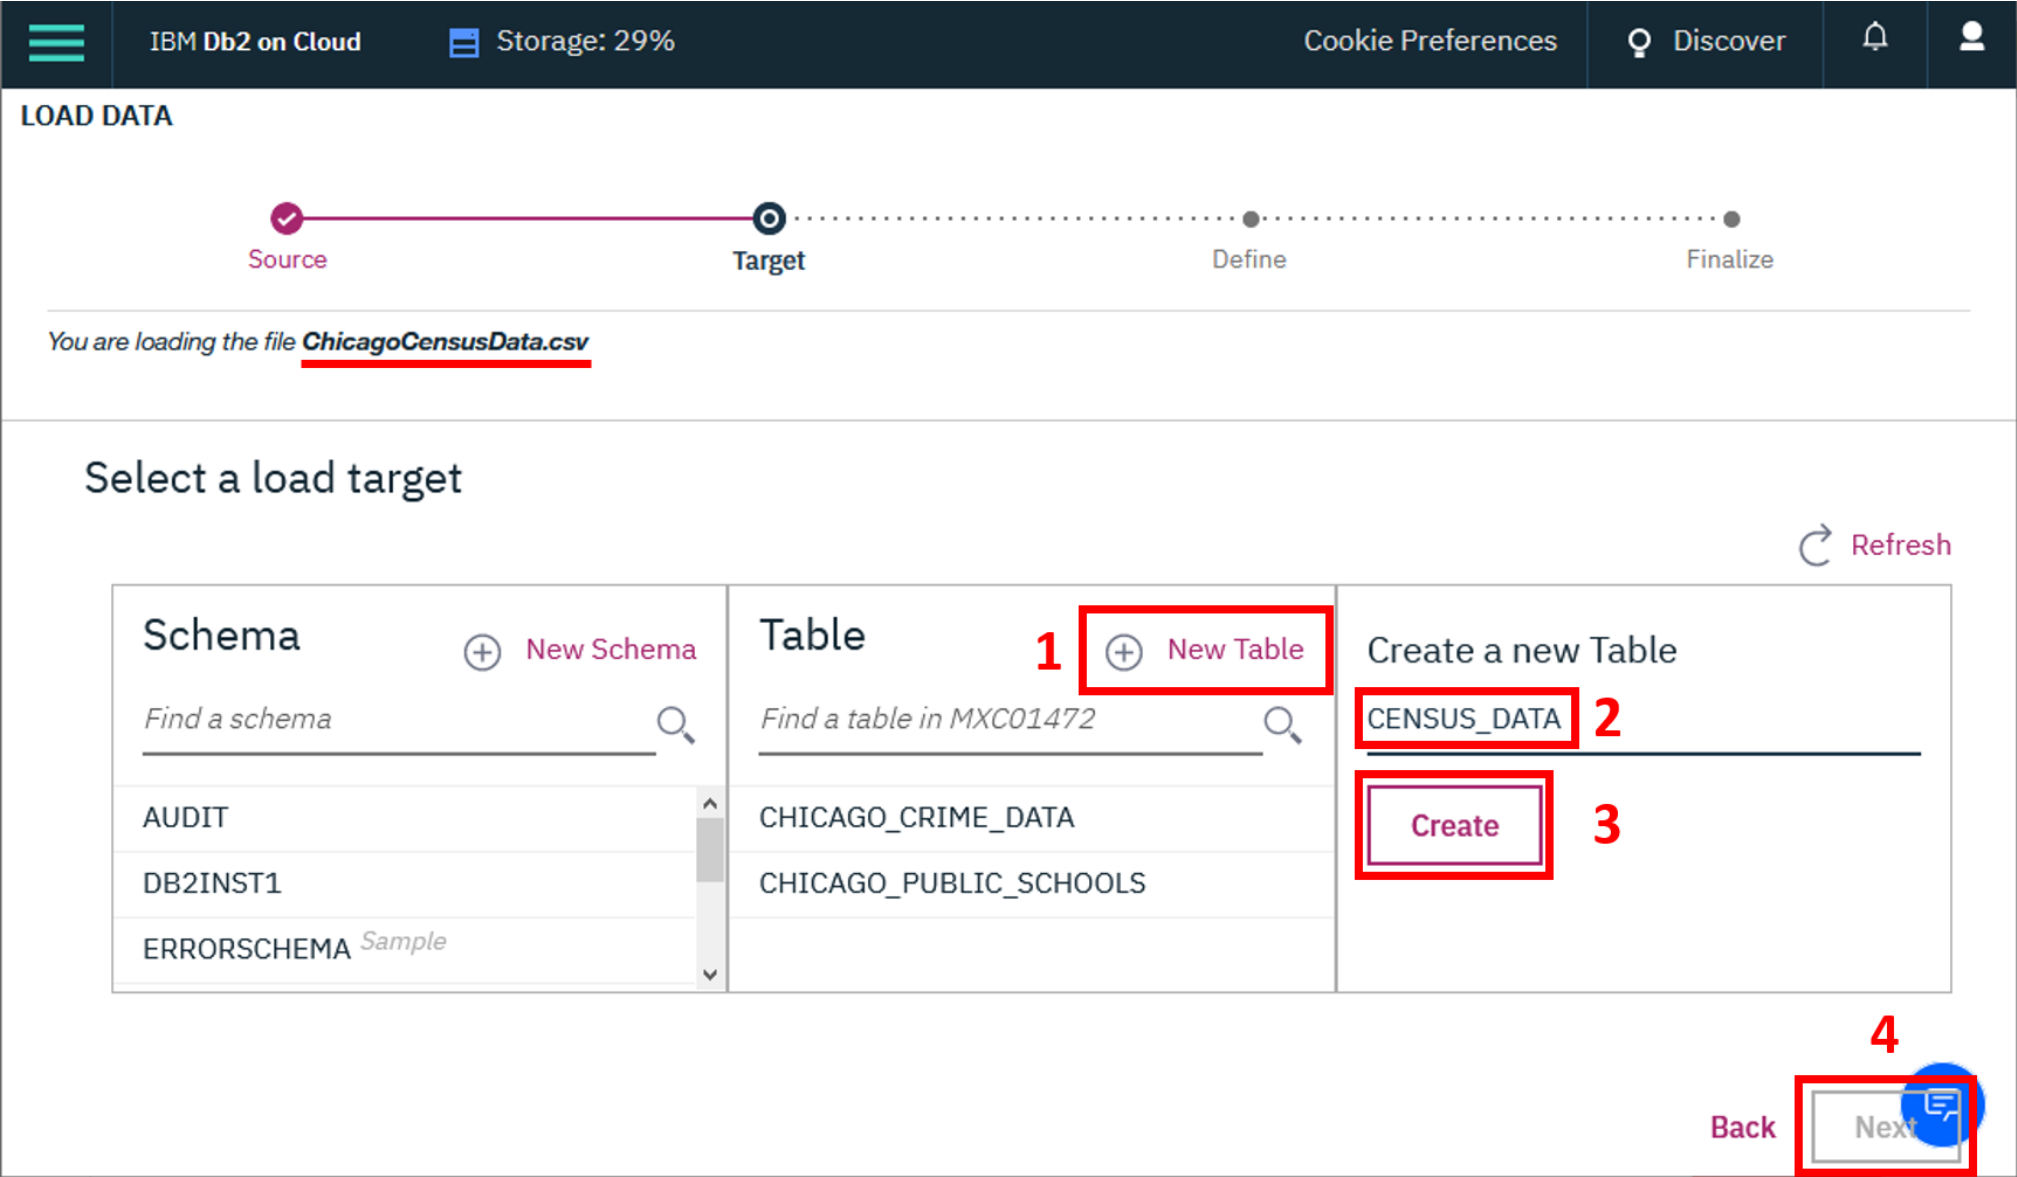 IBM Db2 on Cloud
Storage: 29%
Cookie Preferences
Discover
LOAD DATA
Source
Target
Define
Finalize
You are loading the file ChicagoCensusData.csv
Select a load target
Refresh
Schema
New Schema
Find a schema
AUDIT
DB2INST1
ERRORSCHEMA Sample
Table
1
New Table
Find a table in MXC01472
CHICAGO_CRIME_DATA
CHICAGO_PUBLIC_SCHOOLS
Create a new Table
CENSUS_DATA
2
Create
3
4
Back
Next